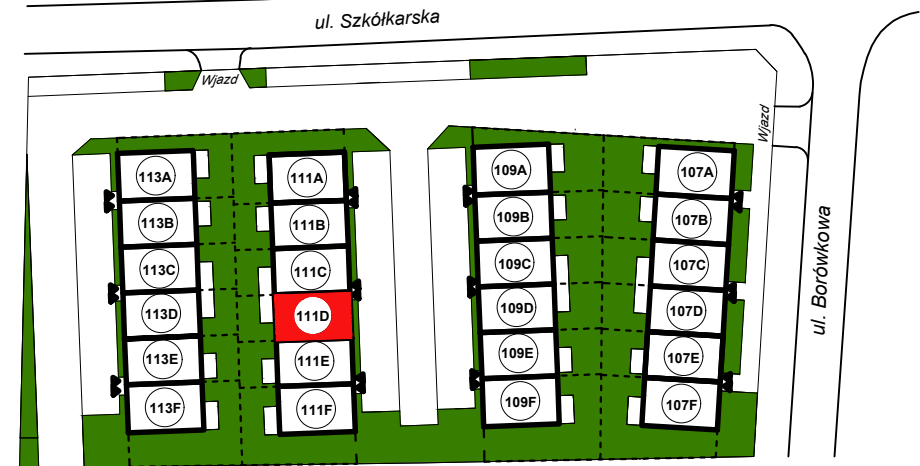 ul. Szkółkarska
Wjazd
Wjazd
ul. Borówkowa
113A
113B
113C
113D
113E
113F
111A
111B
111C
111D
111E
111F
109A
109B
109C
109D
109E
109F
107A
107B
107C
107D
107E
107F